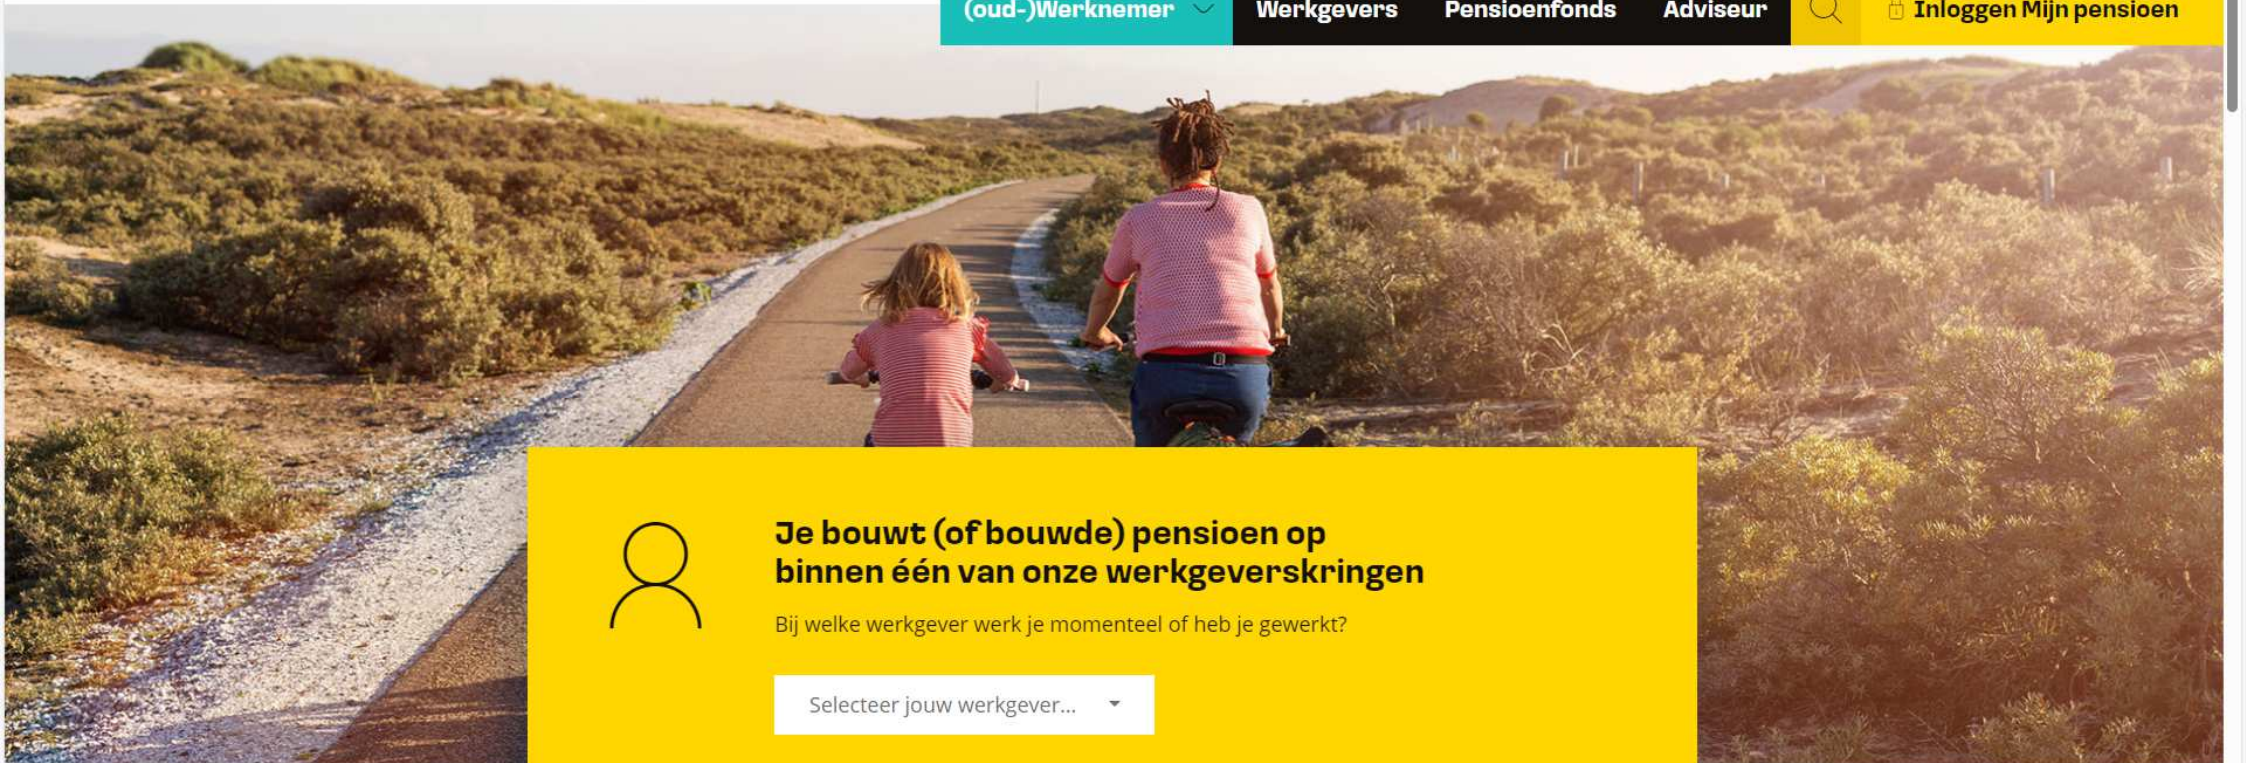 (oud-)Werknemer Werkgevers Pensioenfonds Adviseur Inloggen Mijn pensioen
Je bouwt (of bouwde) pensioen op
binnen één van onze werkgeverskringen
Bij welke werkgever werk je momenteel of heb je gewerkt?
Selecteer jouw werkgever...